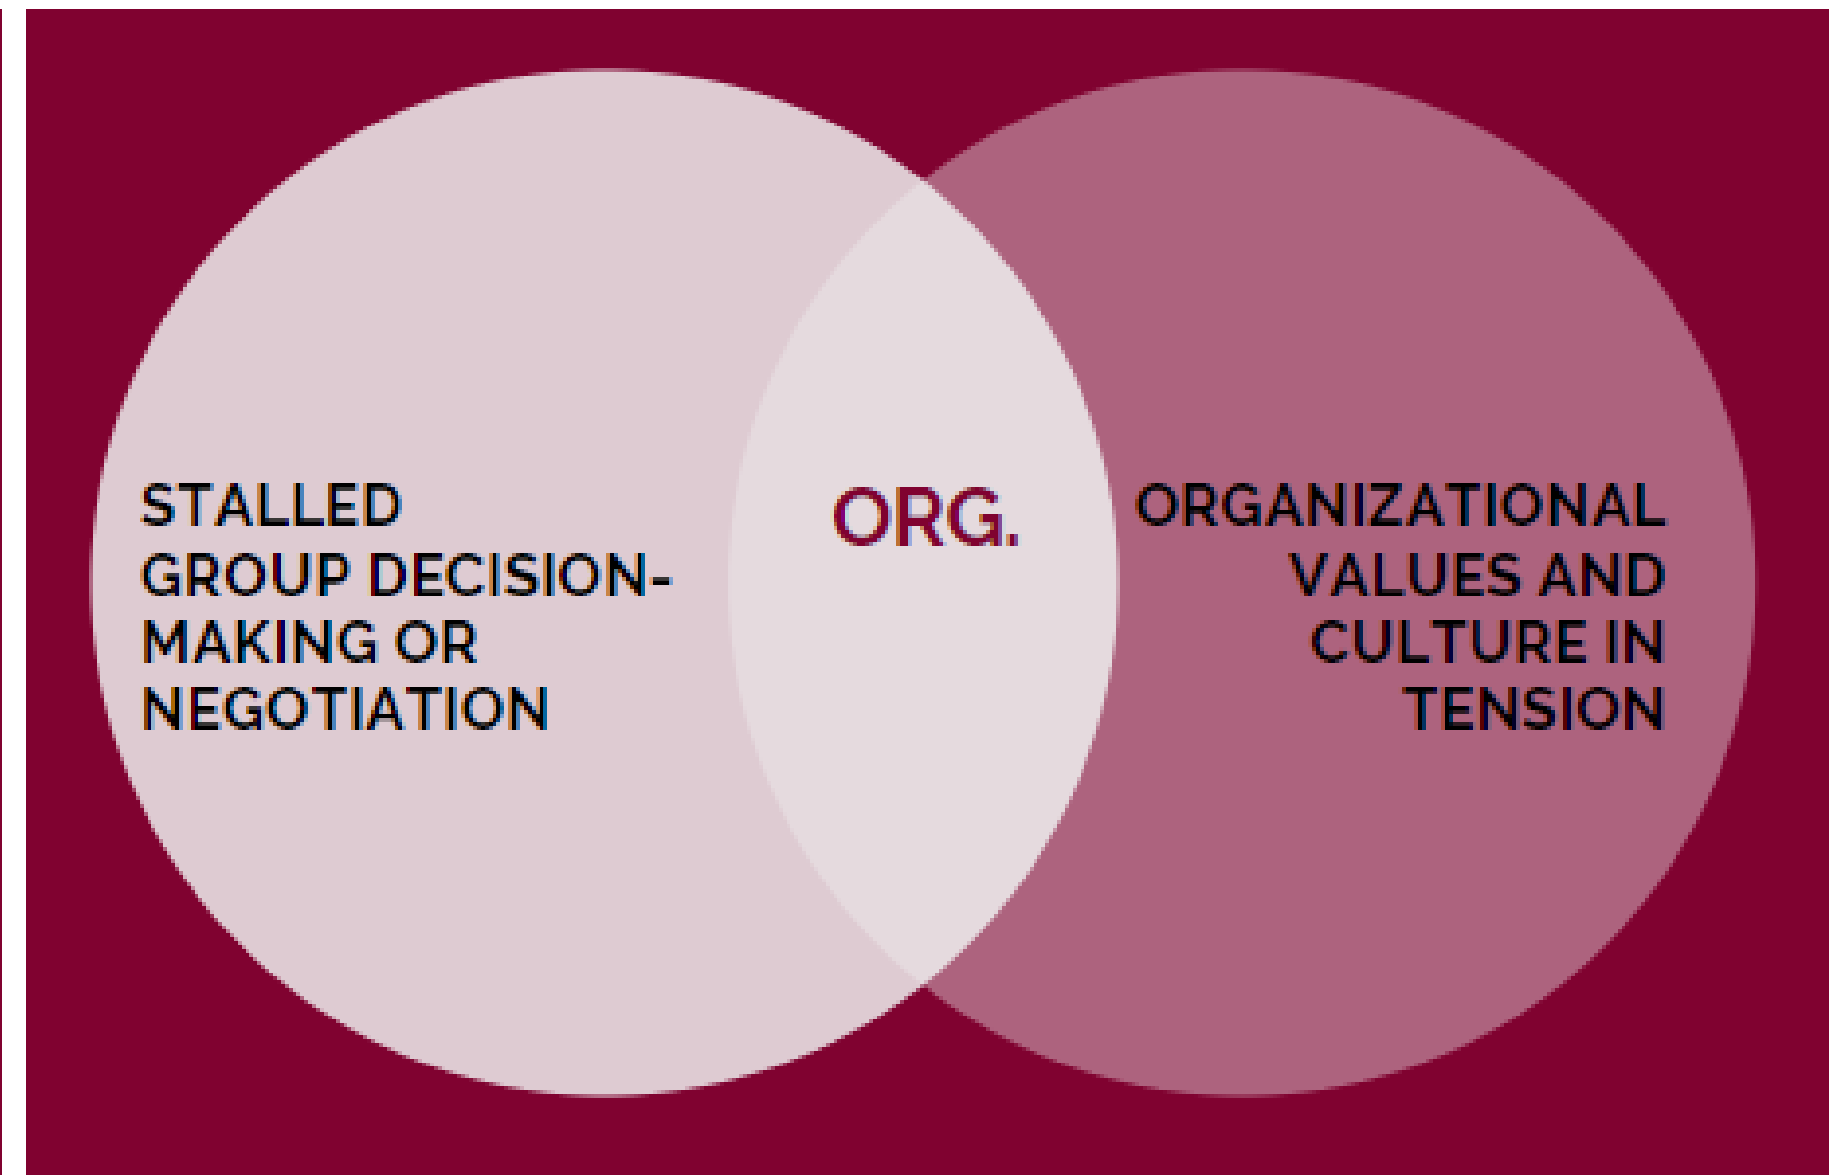 STALLED
GROUP DECISION-
MAKING OR
NEGOTIATION
ORG.
ORGANIZATIONAL
VALUES AND
CULTURE IN
TENSION